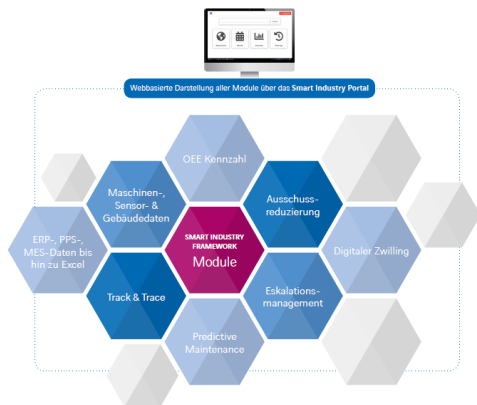 Webbasierte Darstellung aller Module über das Smart Industry Portal
OEE Kennzahl
Maschinen-,
Sensor- &
Gebäudedaten
Ausschuss-
reduzierung
ERP-, PPS-,
MES-Daten bis
hin zu Excel
SMART INDUSTRY
FRAMEWORK
Module
Digitaler Zwilling
Track & Trace
Eskalations-
management
Predictive
Maintenance